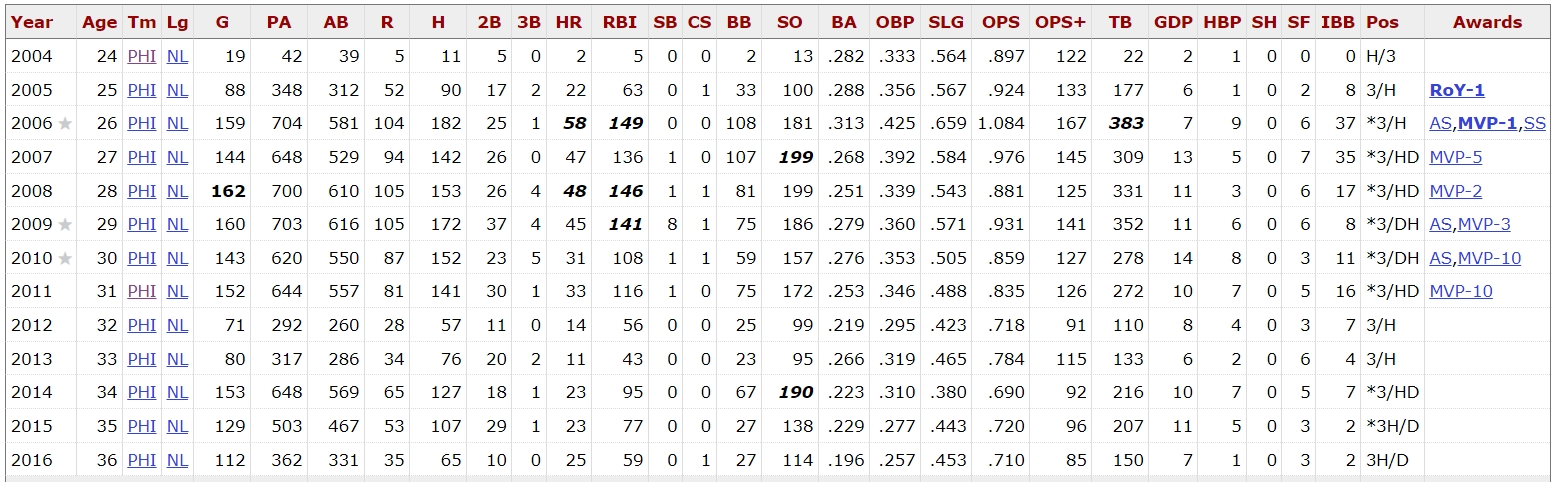 Year Age Tm Lg G PA AB R H 2B 3B HR RBI SB CS BB SO BA OBP SLG OPS OPS+ TB GDP HBP SH SF IBB Pos Awards
2004 24 PHI NL 19 42 39 5 11 5 0 2 5 0 0 2 13 .282 .333 .564 .897 122 22 2 1 0 0 0 H/3
2005 25 PHI NL 88 348 312 52 90 17 2 22 63 0 1 33 100 .288 .356 .567 .924 133 177 6 1 0 2 8 3/H RoY-1
2006 ★ 26 PHI NL 159 704 581 104 182 25 1 58 149 0 0 108 181 .313 .425 .659 1.084 167 383 7 9 0 6 37 *3/H AS,MVP-1,SS
2007 27 PHI NL 144 648 529 94 142 26 0 47 136 1 0 107 199 .268 .392 .584 .976 145 309 13 5 0 7 35 *3/HD MVP-5
2008 28 PHI NL 162 700 610 105 153 26 4 48 146 1 1 81 199 .251 .339 .543 .881 125 331 11 3 0 6 17 *3/HD MVP-2
2009 ★ 29 PHI NL 160 703 616 105 172 37 4 45 141 8 1 75 186 .279 .360 .571 .931 141 352 11 6 0 6 8 *3/DH AS,MVP-3
2010 ★ 30 PHI NL 143 620 550 87 152 23 5 31 108 1 1 59 157 .276 .353 .505 .859 127 278 14 8 0 3 11 *3/DH AS,MVP-10
2011 31 PHI NL 152 644 557 81 141 30 1 33 116 1 0 75 172 .253 .346 .488 .835 126 272 10 7 0 5 16 *3/HD MVP-10
2012 32 PHI NL 71 292 260 28 57 11 0 14 56 0 0 25 99 .219 .295 .423 .718 91 110 8 4 0 3 7 3/H
2013 33 PHI NL 80 317 286 34 76 20 2 11 43 0 0 23 95 .266 .319 .465 .784 115 133 6 2 0 6 4 3/H
2014 34 PHI NL 153 648 569 65 127 18 1 23 95 0 0 67 190 .223 .310 .380 .690 92 216 10 7 0 5 7 *3/HD
2015 35 PHI NL 129 503 467 53 107 29 1 23 77 0 0 27 138 .229 .277 .443 .720 96 207 11 5 0 3 2 *3H/D
2016 36 PHI NL 112 362 331 35 65 10 0 25 59 0 1 27 114 .196 .257 .453 .710 85 150 7 1 0 3 2 3H/D